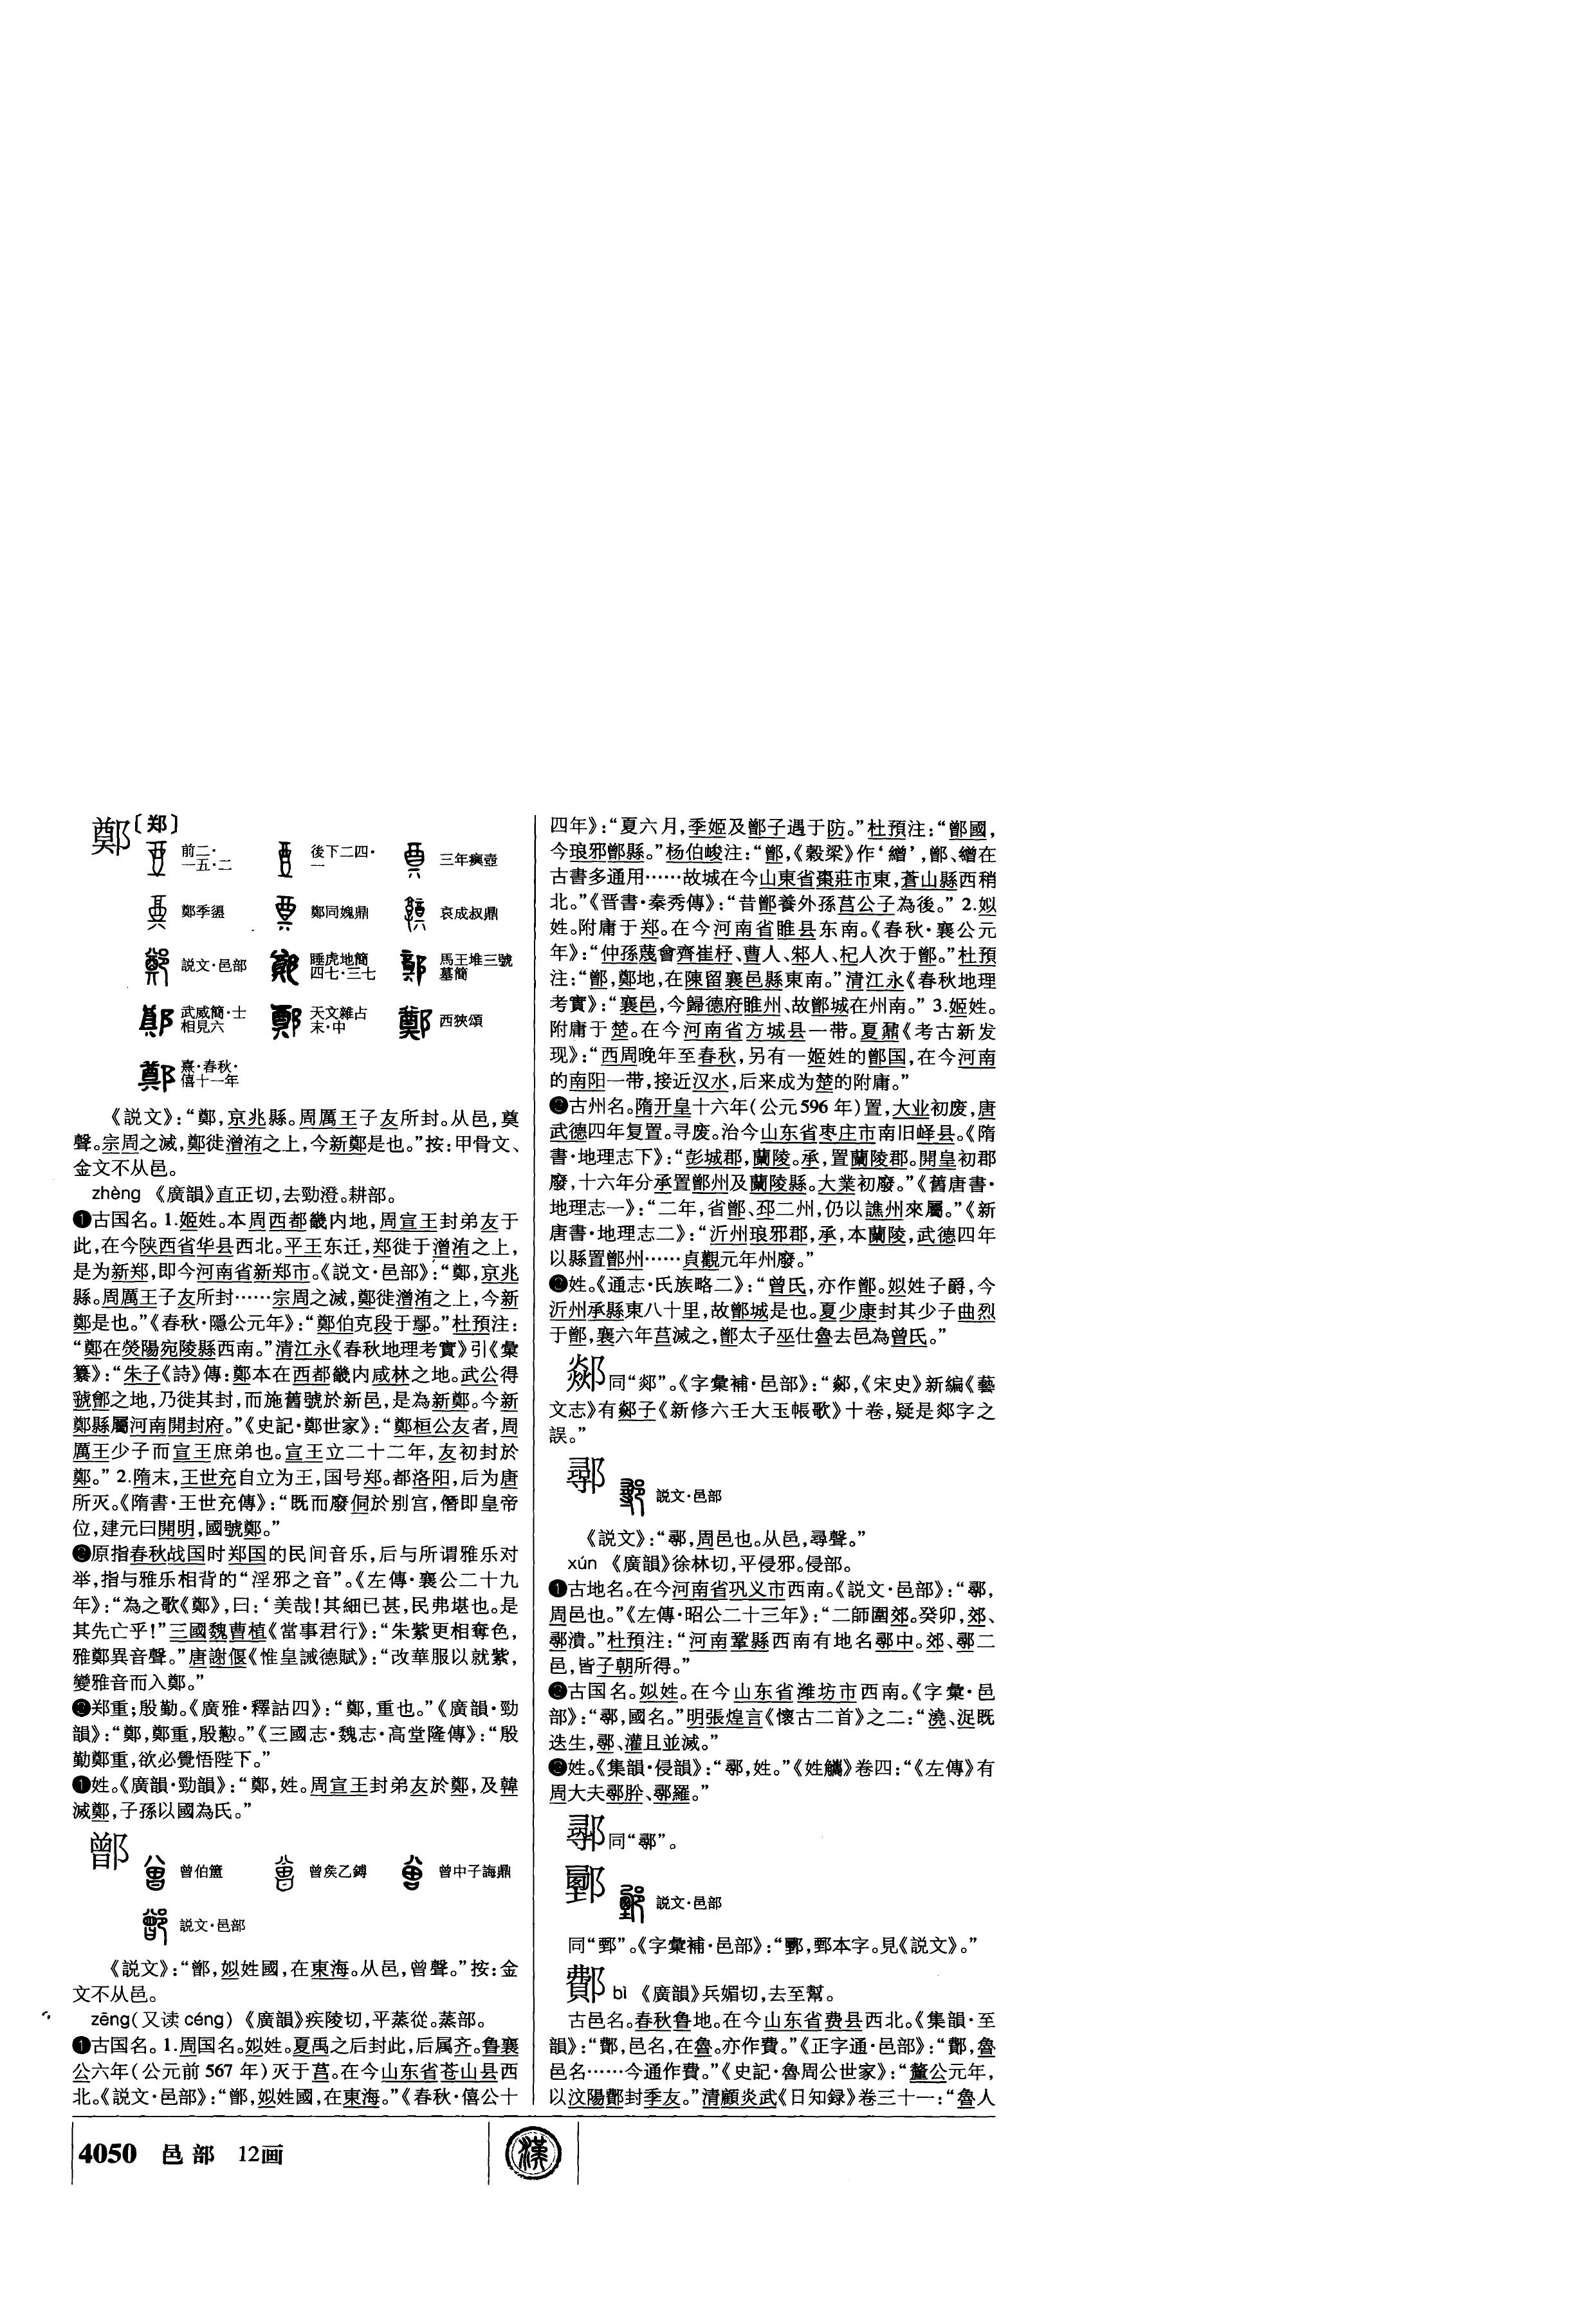 鄭〔郑〕
前二·一五·二
後下二四·一
三年𤼈壺
鄭季盨
鄭同媿鼎
哀成叔鼎
説文·邑部
睡虎地簡四七·三七
馬王堆三號墓簡
武威簡·士相見六
天文雜占末·中
西狹頌
熹·春秋·僖十一年
《説文》：“鄭，京兆縣。周厲王子友所封。从邑，奠
聲。宗周之滅，鄭徙潧洧之上，今新鄭是也。”按：甲骨文、
金文不从邑。
zhèng 《廣韻》直正切，去勁澄。耕部。
❶古国名。1.姬姓。本周西都畿内地，周宣王封弟友于
此，在今陕西省华县西北。平王东迁，郑徙于潧洧之上，
是为新郑，即今河南省新郑市。《説文·邑部》：“鄭，京兆
縣。周厲王子友所封……宗周之滅，鄭徙潧洧之上，今新
鄭是也。”《春秋·隱公元年》：“鄭伯克段于鄢。”杜預注：
“鄭在熒陽宛陵縣西南。”清江永《春秋地理考實》引《彙
纂》：“朱子《詩》傳：鄭本在西都畿内咸林之地。武公得
虢鄶之地，乃徙其封，而施舊號於新邑，是為新鄭。今新
鄭縣屬河南開封府。”《史記·鄭世家》：“鄭桓公友者，周
厲王少子而宣王庶弟也。宣王立二十二年，友初封於
鄭。” 2.隋末，王世充自立为王，国号郑。都洛阳，后为唐
所灭。《隋書·王世充傳》：“既而廢侗於别宫，僭即皇帝
位，建元曰開明，國號鄭。”
❷原指春秋战国时郑国的民间音乐，后与所谓雅乐对
举，指与雅乐相背的“淫邪之音”。《左傳·襄公二十九
年》：“為之歌《鄭》，曰：‘美哉！其細已甚，民弗堪也。是
其先亡乎！”三國魏曹植《當事君行》：“朱紫更相奪色，
雅鄭異音聲。”唐謝偃《惟皇誡德賦》：“改華服以就紫，
變雅音而入鄭。”
❸郑重；殷勤。《廣雅·釋詁四》：“鄭，重也。”《廣韻·勁
韻》：“鄭，鄭重，殷懃。”《三國志·魏志·高堂隆傳》：“殷
勤鄭重，欲必覺悟陛下。”
❹姓。《廣韻·勁韻》：“鄭，姓。周宣王封弟友於鄭，及韓
滅鄭，子孫以國為氏。”
鄫
曾伯簠
曾矦乙鎛
曾中子誨鼎
説文·邑部
《説文》：“鄫，姒姓國，在東海。从邑，曾聲。”按：金
文不从邑。
zēng（又读céng） 《廣韻》疾陵切，平蒸從。蒸部。
❶古国名。1.周国名。姒姓。夏禹之后封此，后属齐。鲁襄
公六年（公元前567年）灭于莒。在今山东省苍山县西
北。《説文·邑部》：“鄫，姒姓國，在東海。”《春秋·僖公十
四年》：“夏六月，季姬及鄫子遇于防。”杜預注：“鄫國，
今琅邪鄫縣。”杨伯峻注：“鄫，《穀梁》作‘繒’，鄫、繒在
古書多通用……故城在今山東省棗莊市東，蒼山縣西稍
北。”《晋書·秦秀傳》：“昔鄫養外孫莒公子為後。” 2.姒
姓。附庸于郑。在今河南省睢县东南。《春秋·襄公元
年》：“仲孫蔑會齊崔杼、曹人、邾人、杞人次于鄫。”杜預
注：“鄫，鄭地，在陳留襄邑縣東南。”清江永《春秋地理
考實》：“襄邑，今歸德府睢州、故鄫城在州南。” 3.姬姓。
附庸于楚。在今河南省方城县一带。夏鼐《考古新发
现》：“西周晚年至春秋，另有一姬姓的鄫国，在今河南
的南阳一带，接近汉水，后来成为楚的附庸。”
❷古州名。隋开皇十六年（公元596年）置，大业初废，唐
武德四年复置。寻废。治今山东省枣庄市南旧峄县。《隋
書·地理志下》：“彭城郡，蘭陵。承，置蘭陵郡。開皇初郡
廢，十六年分承置鄫州及蘭陵縣。大業初廢。”《舊唐書·
地理志一》：“二年，省鄫、邳二州，仍以譙州來屬。”《新
唐書·地理志二》：“沂州琅邪郡，承，本蘭陵，武德四年
以縣置鄫州……貞觀元年州廢。”
❸姓。《通志·氏族略二》：“曾氏，亦作鄫。姒姓子爵，今
沂州承縣東八十里，故鄫城是也。夏少康封其少子曲烈
于鄫，襄六年莒滅之，鄫太子巫仕魯去邑為曾氏。”
同“郯”。《字彙補·邑部》：“，《宋史》新編《藝
文志》有子《新修六壬大玉帳歌》十卷，疑是郯字之
誤。”
鄩
説文·邑部
《説文》：“鄩，周邑也。从邑，尋聲。”
xún 《廣韻》徐林切，平侵邪。侵部。
❶古地名。在今河南省巩义市西南。《説文·邑部》：“鄩，
周邑也。”《左傳·昭公二十三年》：“二師圍郊。癸卯，郊、
鄩潰。”杜預注：“河南鞏縣西南有地名鄩中。郊、鄩二
邑，皆子朝所得。”
❷古国名。姒姓。在今山东省潍坊市西南。《字彙·邑
部》：“鄩，國名。”明張煌言《懷古二首》之二：“澆、浞既
迭生，鄩、灌且並滅。”
❸姓。《集韻·侵韻》：“鄩，姓。”《姓觿》卷四：“《左傳》有
周大夫鄩肸、鄩羅。”
同“鄩”。
説文·邑部
同“鄄”。《字彙補·邑部》：“，鄄本字。見《説文》。”
鄪 bì 《廣韻》兵媚切，去至幫。
古邑名。春秋鲁地。在今山东省费县西北。《集韻·至
韻》：“鄪，邑名，在魯。亦作費。”《正字通·邑部》：“鄪，魯
邑名……今通作費。”《史記·魯周公世家》：“釐公元年，
以汶陽鄪封季友。”清顧炎武《日知録》卷三十一：“魯人
4050 邑部 12画
漢